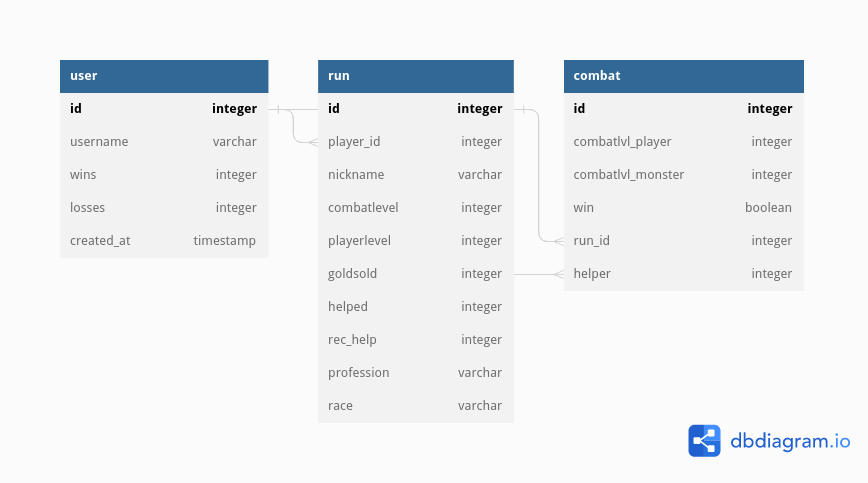 user
id integer
username varchar
wins integer
losses integer
created_at timestamp
run
id integer
player_id integer
nickname varchar
combatlevel integer
playerlevel integer
goldsold integer
helped integer
rec_help integer
profession varchar
race varchar
combat
id integer
combatlvl_player integer
combatlvl_monster integer
win boolean
run_id integer
helper integer
dbdiagram.io